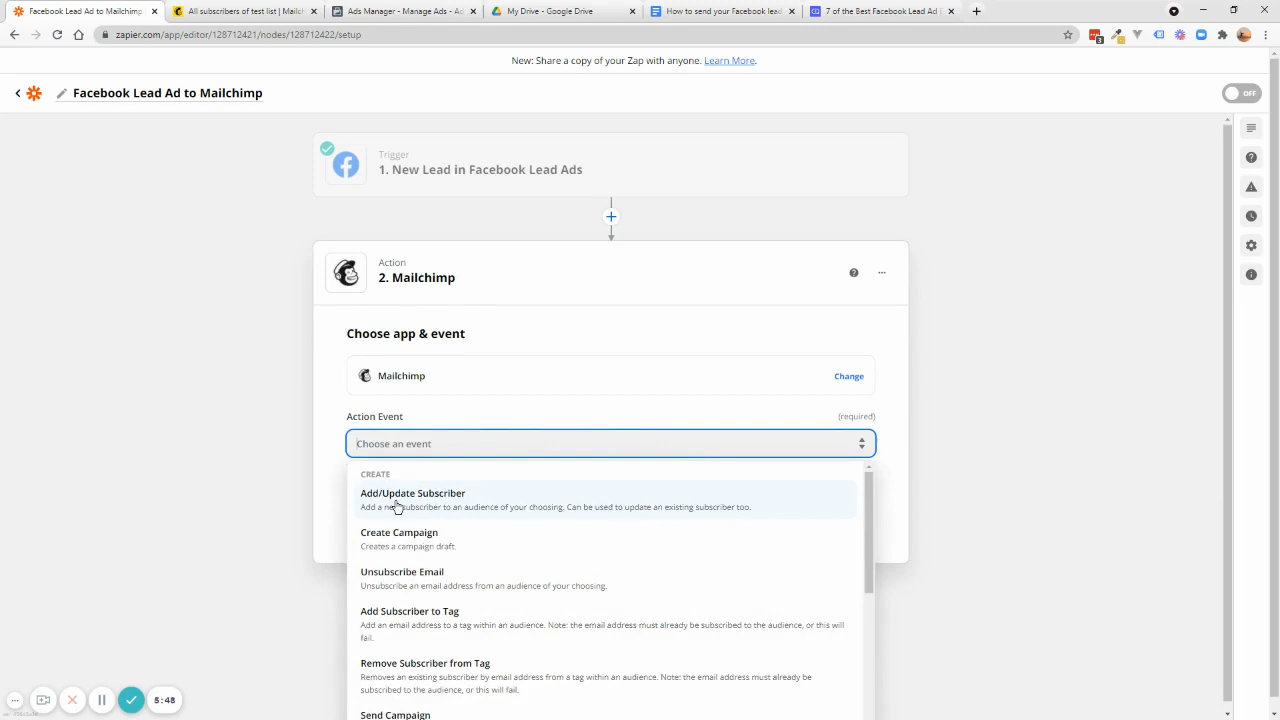 Facebook Lead Ad to Mailchimp
All subscribers of test list | Mailch
Ads Manager - Manage Ads - Ad
My Drive - Google Drive
How to send your Facebook lead
7 of the Best Facebook Lead Ad E
zapier.com/app/editor/128712421/nodes/128712422/setup
3
New: Share a copy of your Zap with anyone. Learn More.
Facebook Lead Ad to Mailchimp
OFF
Trigger
1. New Lead in Facebook Lead Ads
Action
2. Mailchimp
Choose app & event
Mailchimp
Change
Action Event
(required)
Choose an event
CREATE
Add/Update Subscriber
Add a new subscriber to an audience of your choosing. Can be used to update an existing subscriber too.
Create Campaign
Creates a campaign draft.
Unsubscribe Email
Unsubscribe an email address from an audience of your choosing.
Add Subscriber to Tag
Add an email address to a tag within an audience. Note: the email address must already be subscribed to the audience, or this will
fail.
Remove Subscriber from Tag
Removes an existing subscriber by email address from a tag within an audience. Note: the email address must already be
subscribed to the audience, or this will fail.
Send Campaign
5:48